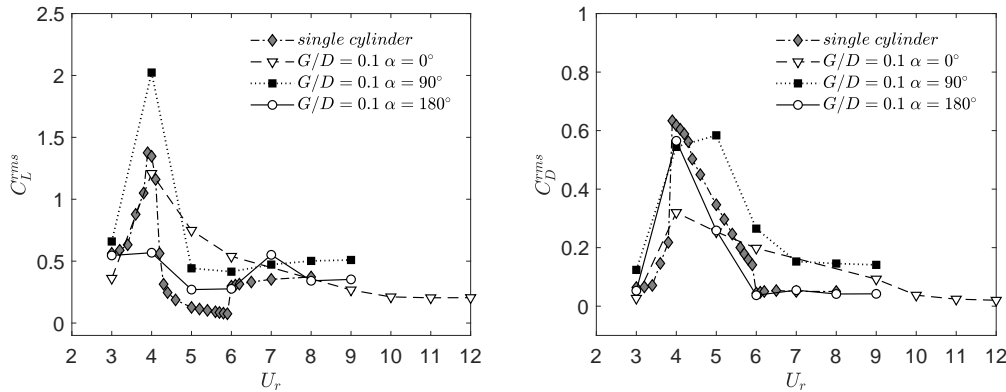 2.5
2
1.5
1
0.5
0
2 3 4 5 6 7 8 9 10 11 12
C_L^{rms}
U_r
single cylinder
G/D = 0.1 α = 0°
G/D = 0.1 α = 90°
G/D = 0.1 α = 180°
1
0.8
0.6
0.4
0.2
0
2 3 4 5 6 7 8 9 10 11 12
C_D^{rms}
U_r
single cylinder
G/D = 0.1 α = 0°
G/D = 0.1 α = 90°
G/D = 0.1 α = 180°